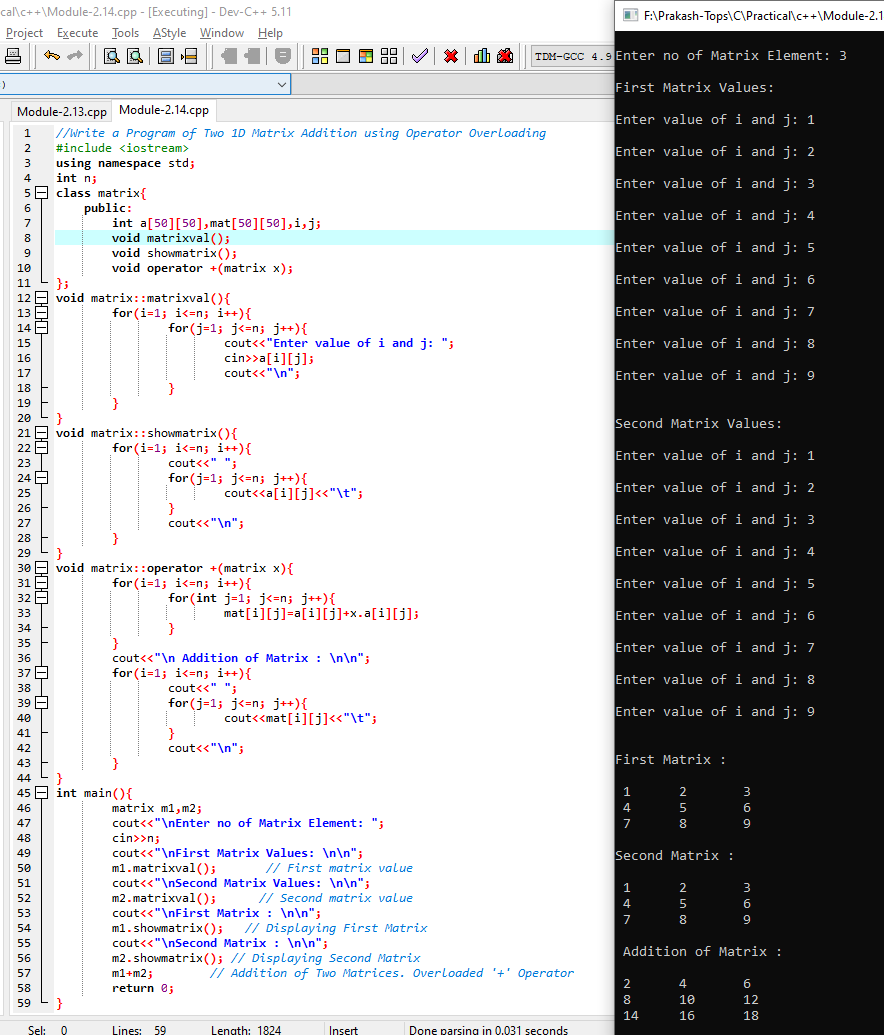 cal\c++\Module-2.14.cpp - [Executing] - Dev-C++ 5.11
Project Execute Tools AStyle Window Help
TDM-GCC 4.9
)
Module-2.13.cpp Module-2.14.cpp
1 //Write a Program of Two 1D Matrix Addition using Operator Overloading
2 #include <iostream>
3 using namespace std;
4 int n;
5 class matrix{
6 public:
7 int a[50][50],mat[50][50],i,j;
8 void matrixval();
9 void showmatrix();
10 void operator +(matrix x);
11 };
12 void matrix::matrixval(){
13 for(i=1; i<=n; i++){
14 for(j=1; j<=n; j++){
15 cout<<"Enter value of i and j: ";
16 cin>>a[i][j];
17 cout<<"\n";
18 }
19 }
20 }
21 void matrix::showmatrix(){
22 for(i=1; i<=n; i++){
23 cout<<" ";
24 for(j=1; j<=n; j++){
25 cout<<a[i][j]<<"\t";
26 }
27 cout<<"\n";
28 }
29 }
30 void matrix::operator +(matrix x){
31 for(i=1; i<=n; i++){
32 for(int j=1; j<=n; j++){
33 mat[i][j]=a[i][j]+x.a[i][j];
34 }
35 }
36 cout<<"\n Addition of Matrix : \n\n";
37 for(i=1; i<=n; i++){
38 cout<<" ";
39 for(j=1; j<=n; j++){
40 cout<<mat[i][j]<<"\t";
41 }
42 cout<<"\n";
43 }
44 }
45 int main(){
46 matrix m1,m2;
47 cout<<"\nEnter no of Matrix Element: ";
48 cin>>n;
49 cout<<"\nFirst Matrix Values: \n\n";
50 m1.matrixval(); // First matrix value
51 cout<<"\nSecond Matrix Values: \n\n";
52 m2.matrixval(); // Second matrix value
53 cout<<"\nFirst Matrix : \n\n";
54 m1.showmatrix(); // Displaying First Matrix
55 cout<<"\nSecond Matrix : \n\n";
56 m2.showmatrix(); // Displaying Second Matrix
57 m1+m2; // Addition of Two Matrices. Overloaded '+' Operator
58 return 0;
59 }
Sel: 0 Lines: 59 Length: 1824 Insert Done parsing in 0.031 seconds
F:\Prakash-Tops\C\Practical\c++\Module-2.1
Enter no of Matrix Element: 3
First Matrix Values:
Enter value of i and j: 1
Enter value of i and j: 2
Enter value of i and j: 3
Enter value of i and j: 4
Enter value of i and j: 5
Enter value of i and j: 6
Enter value of i and j: 7
Enter value of i and j: 8
Enter value of i and j: 9
Second Matrix Values:
Enter value of i and j: 1
Enter value of i and j: 2
Enter value of i and j: 3
Enter value of i and j: 4
Enter value of i and j: 5
Enter value of i and j: 6
Enter value of i and j: 7
Enter value of i and j: 8
Enter value of i and j: 9
First Matrix :
1 2 3
4 5 6
7 8 9
Second Matrix :
1 2 3
4 5 6
7 8 9
Addition of Matrix :
2 4 6
8 10 12
14 16 18